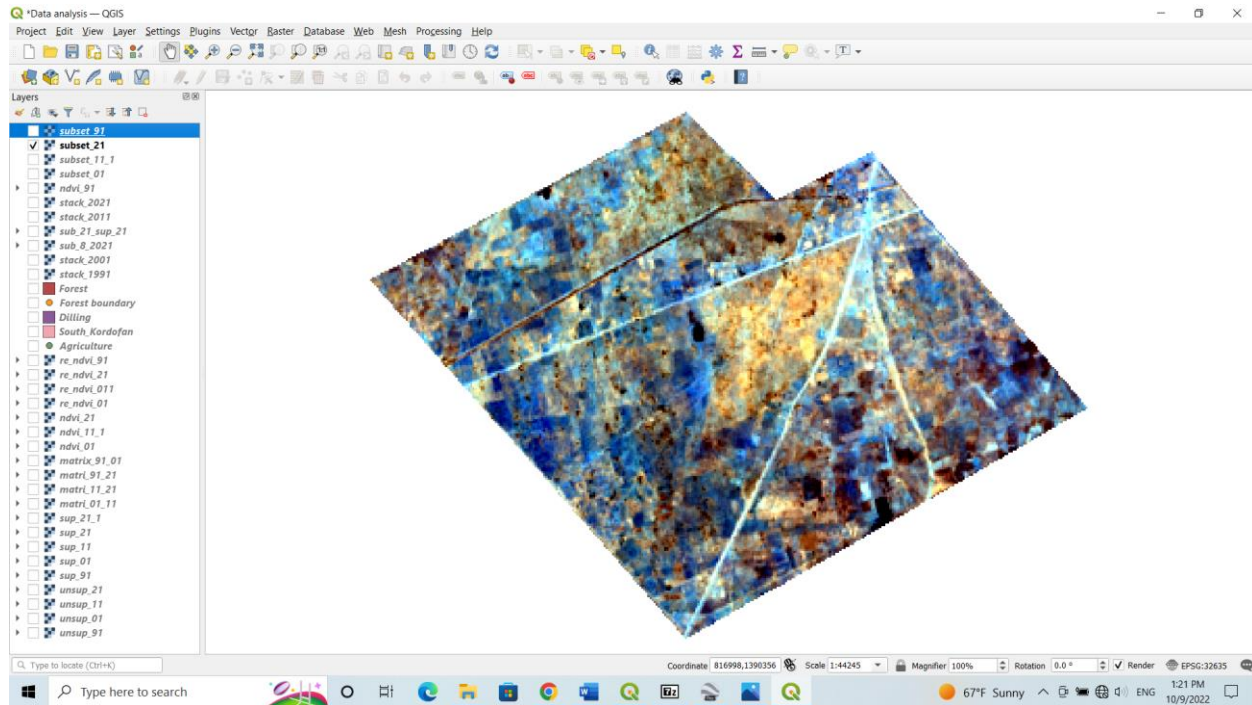 *Data analysis — QGIS
Project Edit View Layer Settings Plugins Vector Raster Database Web Mesh Processing Help
Layers
subset_91
subset_21
subset_11_1
subset_01
ndvi_91
stack_2021
stack_2011
sub_21_sup_21
sub_8_2021
stack_2001
stack_1991
Forest
Forest boundary
Dilling
South_Kordofan
Agriculture
re_ndvi_91
re_ndvi_21
re_ndvi_011
re_ndvi_01
ndvi_21
ndvi_11_1
ndvi_01
matrix_91_01
matri_91_21
matri_11_21
matri_01_11
sup_21_1
sup_21
sup_11
sup_01
sup_91
unsup_21
unsup_11
unsup_01
unsup_91
Type to locate (Ctrl+K) Coordinate 816998,1390356 Scale 1:44245 Magnifier 100% Rotation 0.0 ° Render EPSG:32635
Type here to search 67°F Sunny ENG 1:21 PM
10/9/2022